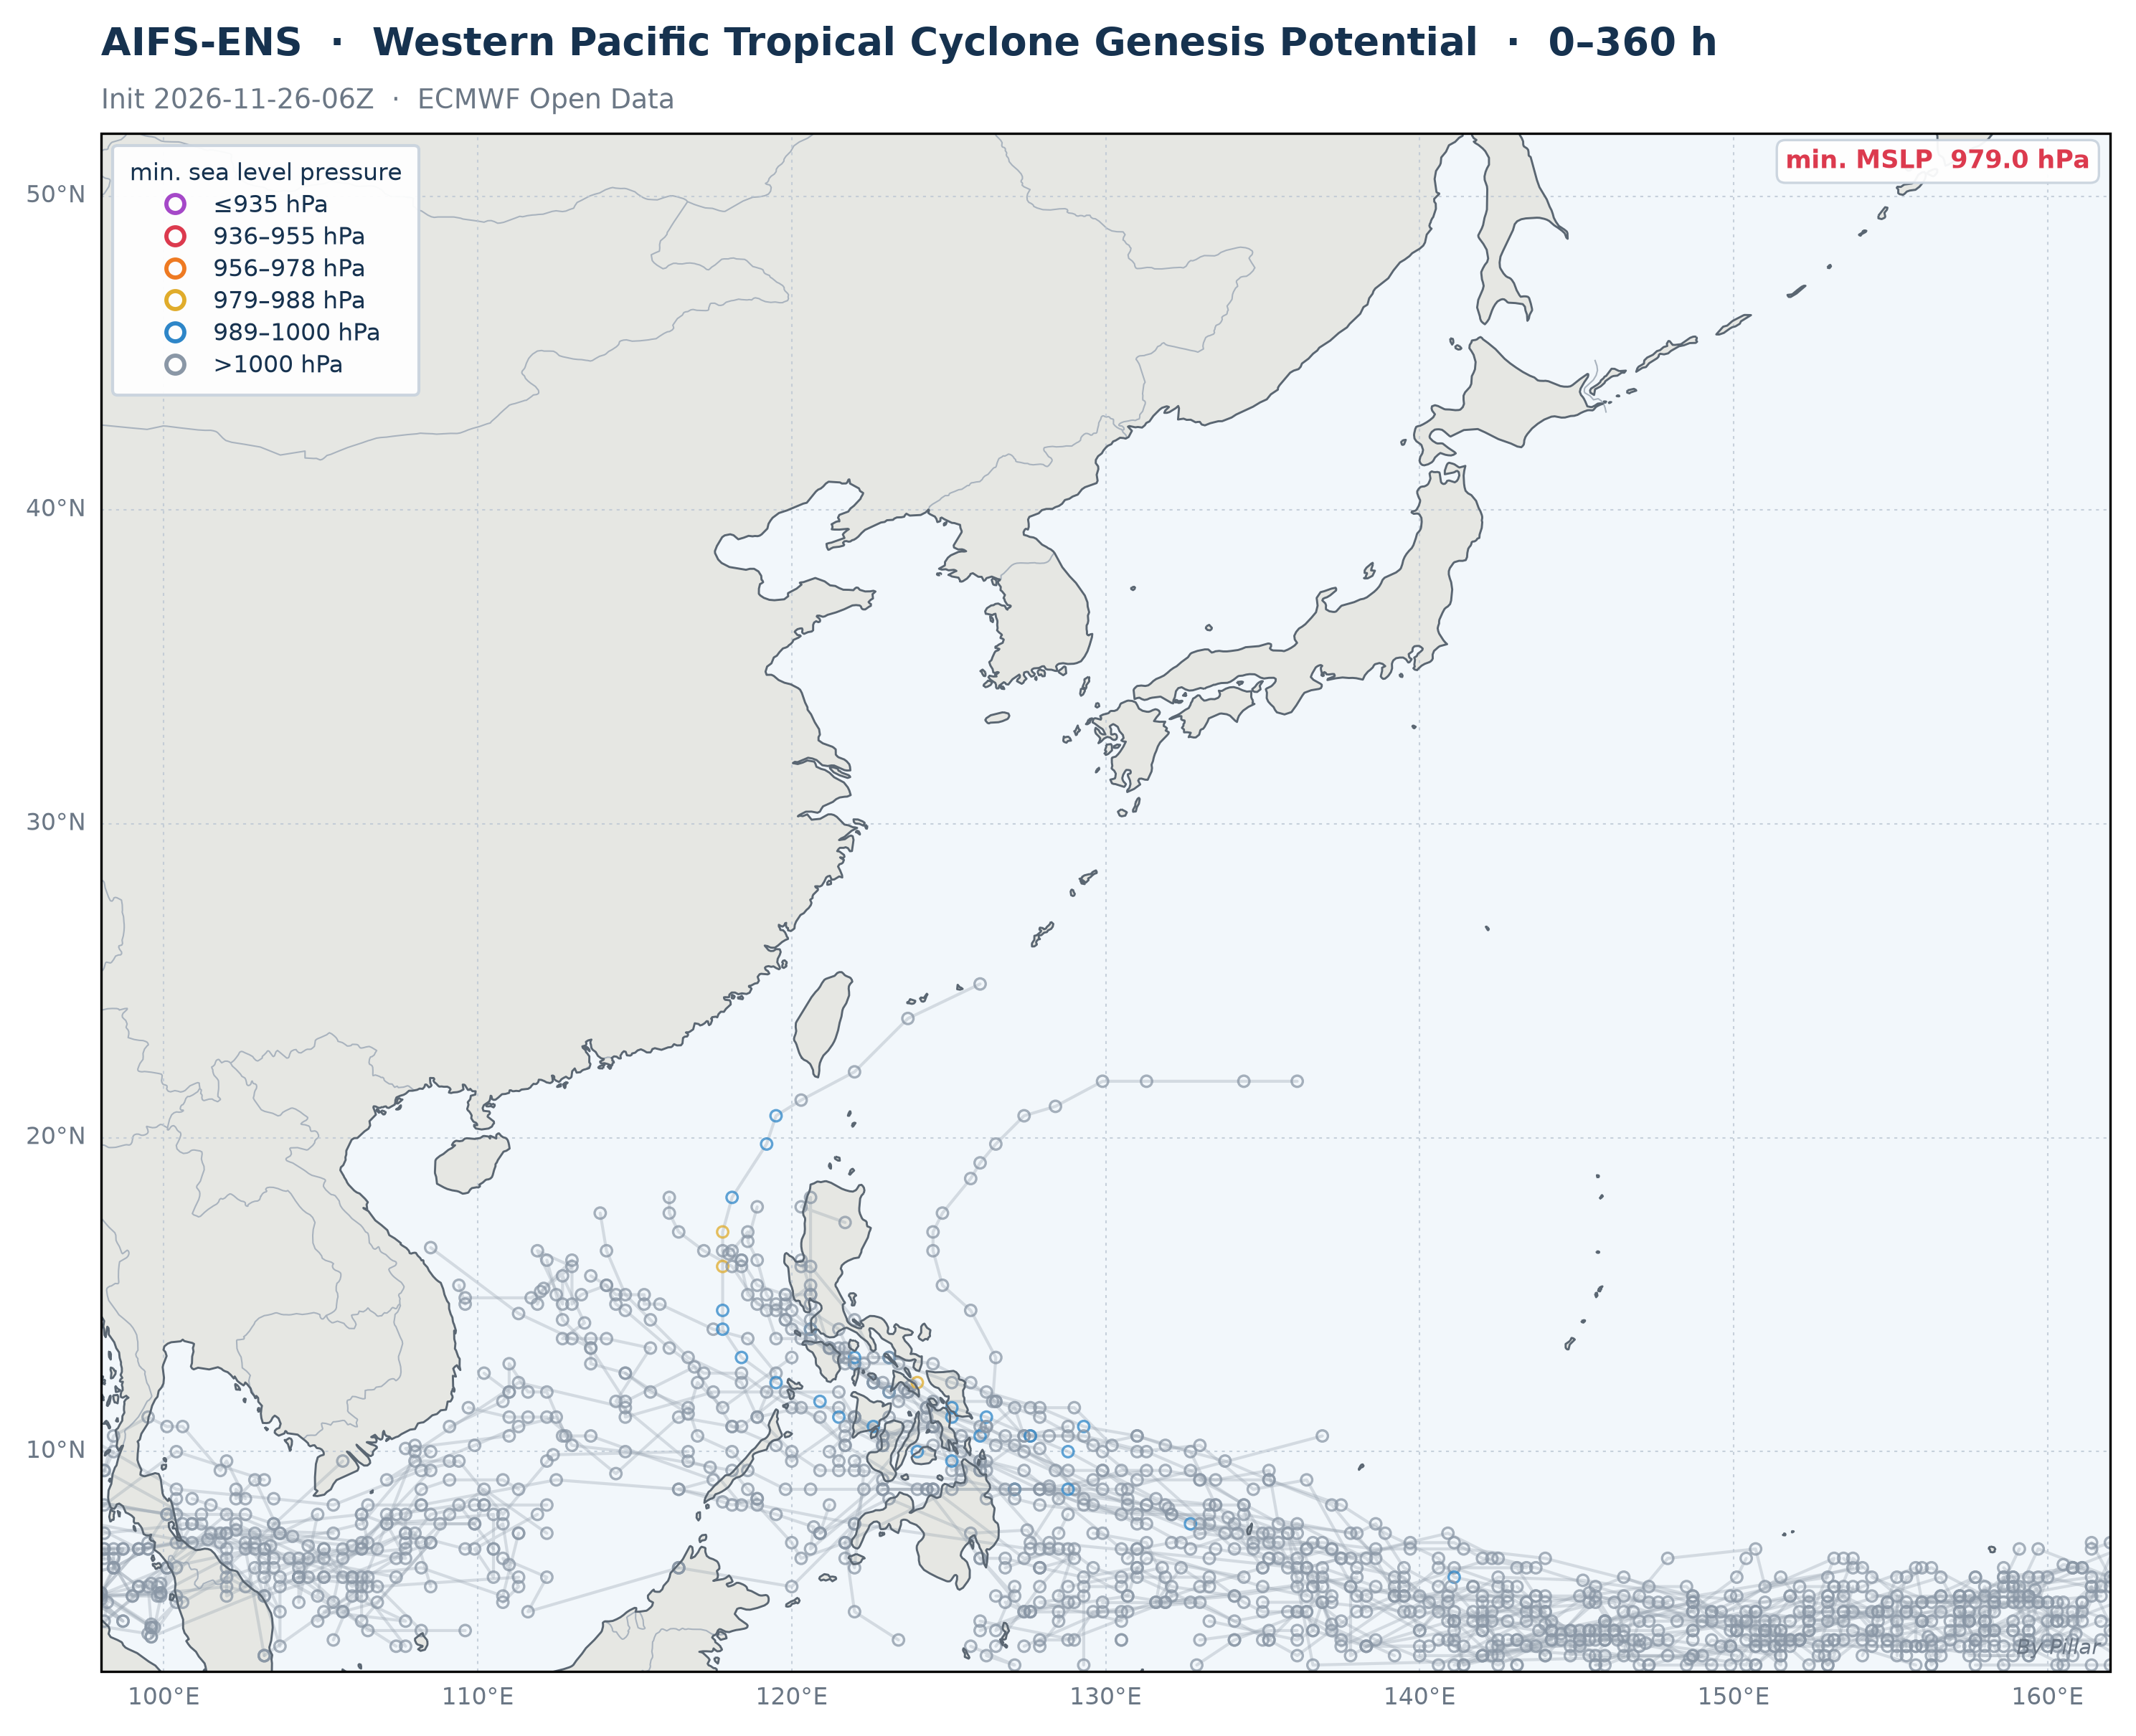 AIFS-ENS · Western Pacific Tropical Cyclone Genesis Potential · 0–360 h
Init 2026-11-26-06Z · ECMWF Open Data
min. sea level pressure
≤935 hPa
936–955 hPa
956–978 hPa
979–988 hPa
989–1000 hPa
>1000 hPa
min. MSLP 979.0 hPa
50°N
40°N
30°N
20°N
10°N
By Pillar
100°E
110°E
120°E
130°E
140°E
150°E
160°E